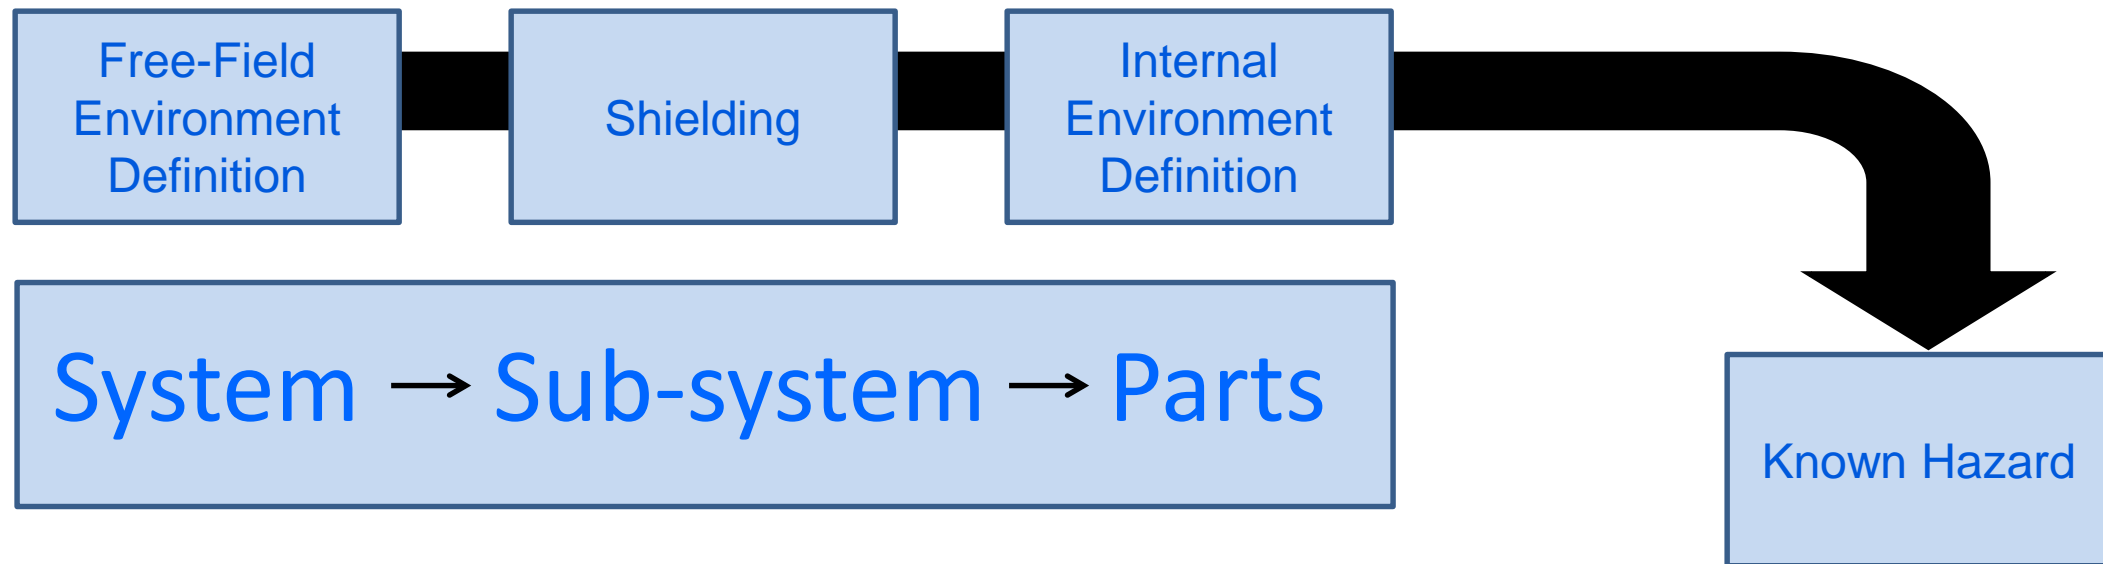 Free-Field
Environment
Definition
Shielding
Internal
Environment
Definition
System → Sub-system → Parts
Known Hazard